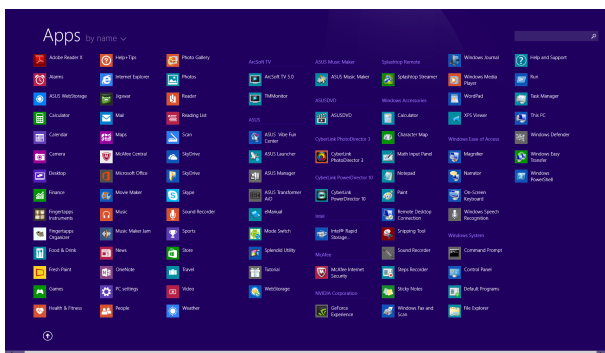 Apps by name
Adobe Reader X
Alarms
ASUS WebStorage
Calculator
Calendar
Camera
Desktop
Finance
Fingertapps
Instruments
Fingertapps
Organizer
Food & Drink
Fresh Paint
Games
Health & Fitness
Help+Tips
Internet Explorer
Jigsawr
Mail
Maps
McAfee Central
Microsoft Office
Movie Maker
Music
Music Maker Jam
News
OneNote
PC settings
People
Photo Gallery
Photos
Reader
Reading List
Scan
SkyDrive
SkyDrive
Skype
Sound Recorder
Sports
Store
Travel
Video
Weather
ArcSoft TV
ArcSoft TV 5.0
TMMonitor
ASUS
ASUS Vibe Fun
Center
ASUS Launcher
ASUS Manager
ASUS Transformer
AiO
eManual
Mode Switch
Splendid Utility
Tutorial
WebStorage
ASUS Music Maker
ASUS Music Maker
ASUSDVD
ASUSDVD
CyberLink PhotoDirector 3
CyberLink
PhotoDirector 3
CyberLink PowerDirector 10
CyberLink
PowerDirector 10
Intel
Intel® Rapid
Storage...
McAfee
McAfee Internet
Security
NVIDIA Corporation
GeForce
Experience
Splashtop Remote
Splashtop Streamer
Windows Accessories
Calculator
Character Map
Math Input Panel
Notepad
Paint
Remote Desktop
Connection
Snipping Tool
Sound Recorder
Steps Recorder
Sticky Notes
Windows Fax and
Scan
Windows Journal
Windows Media
Player
WordPad
XPS Viewer
Windows Ease of Access
Magnifier
Narrator
On-Screen
Keyboard
Windows Speech
Recognition
Windows System
Command Prompt
Control Panel
Default Programs
File Explorer
Help and Support
Run
Task Manager
This PC
Windows Defender
Windows Easy
Transfer
Windows
PowerShell